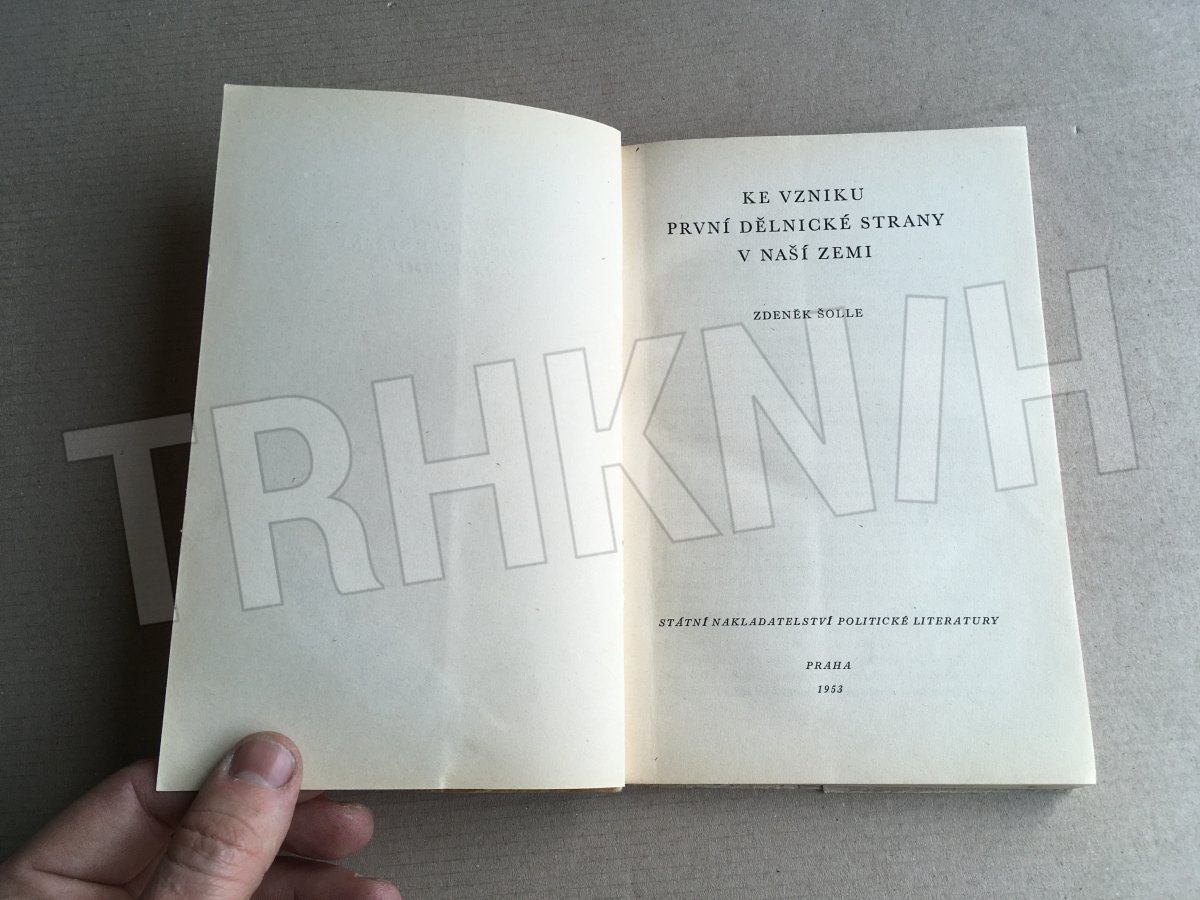 KE VZNIKU
PRVNÍ DĚLNICKÉ STRANY
V NAŠÍ ZEMI
ZDENĚK ŠOLLE
TRHKNIH
STÁTNÍ NAKLADATELSTVÍ POLITICKÉ LITERATURY
PRAHA
1953